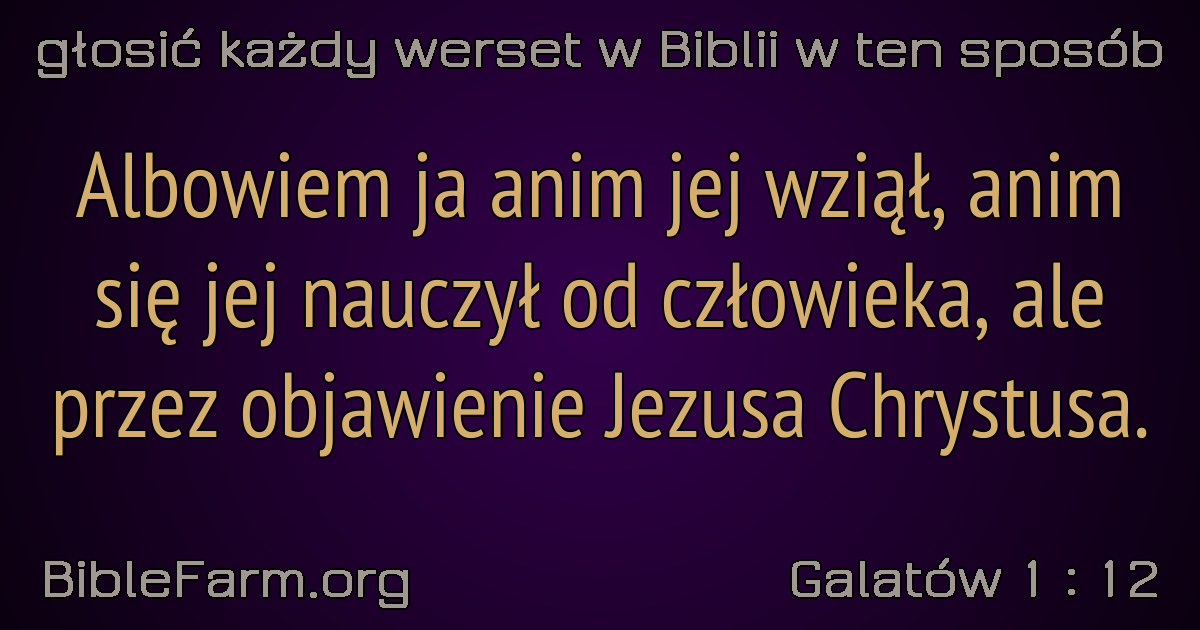 głosić każdy werset w Biblii w ten sposób
Albowiem ja anim jej wziął, anim
się jej nauczył od człowieka, ale
przez objawienie Jezusa Chrystusa.
BibleFarm.org
Galatów 1 : 12